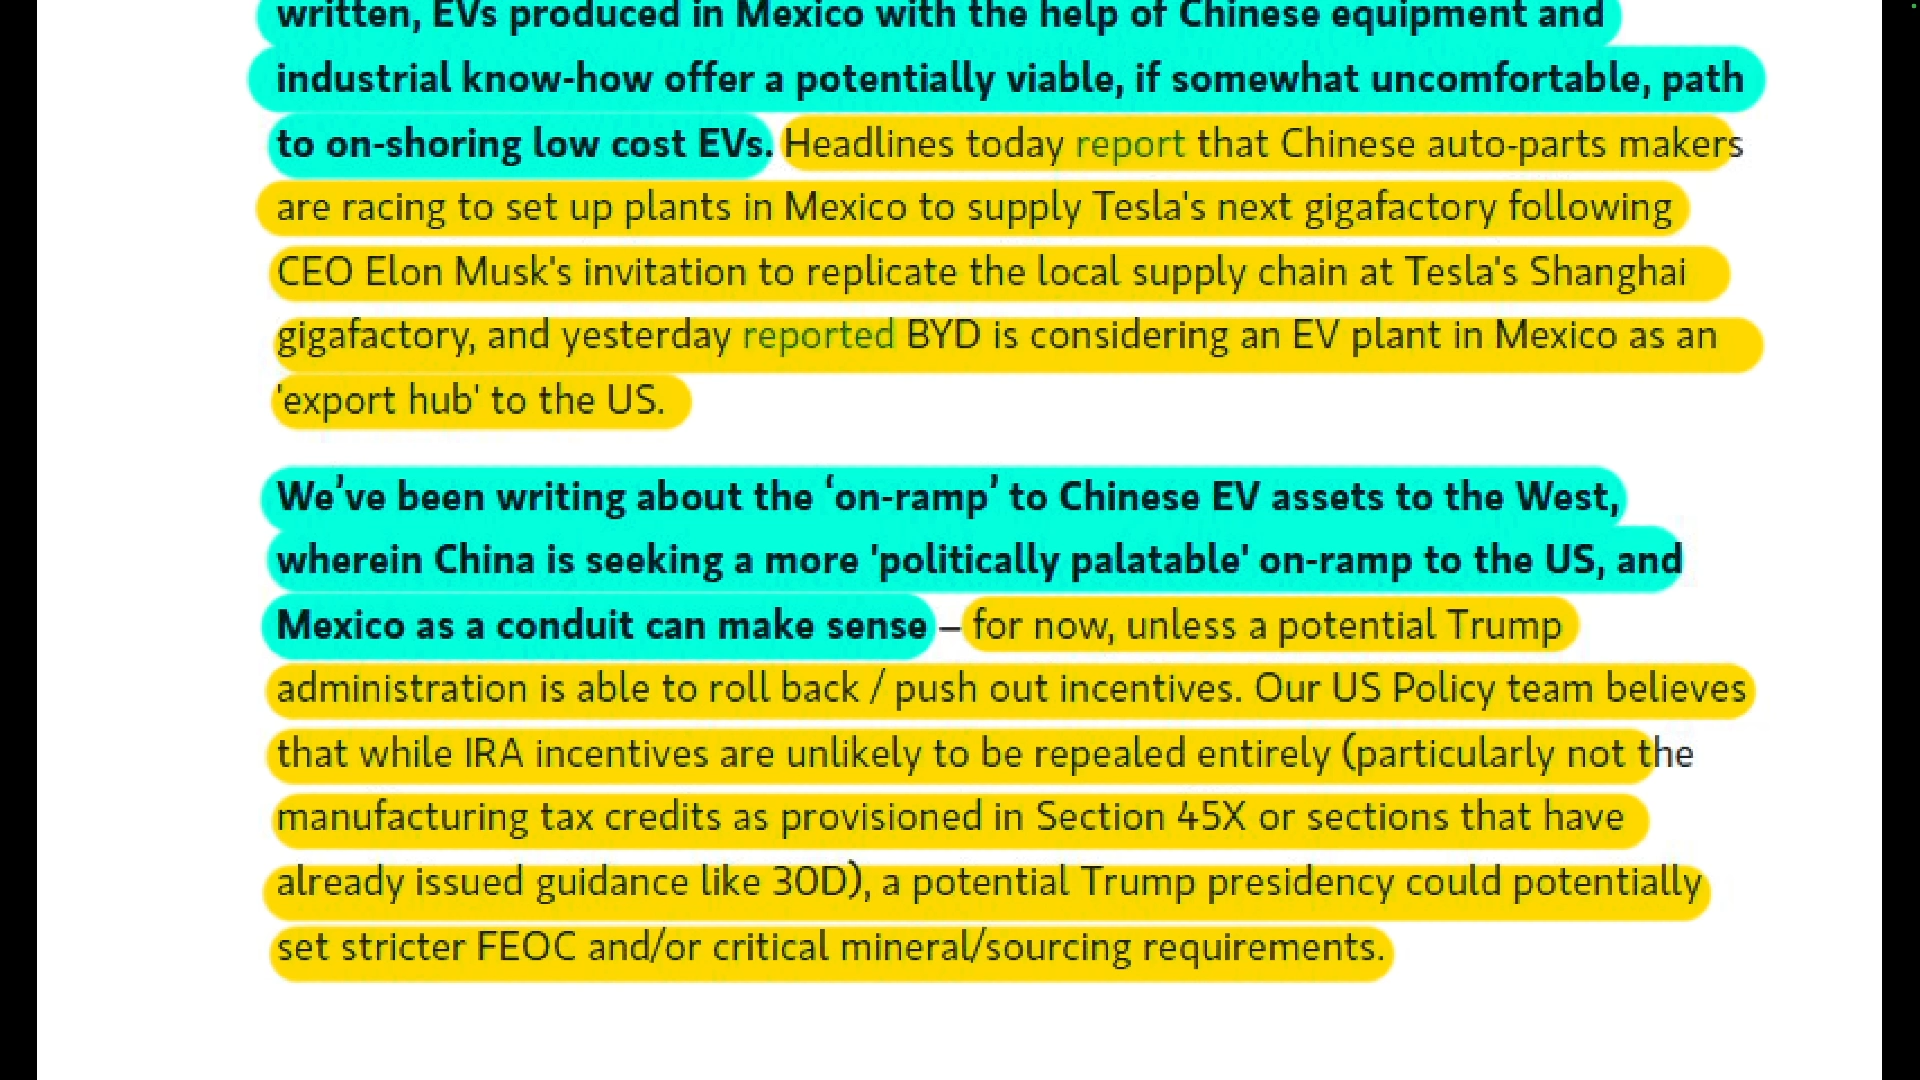 written, EVs produced in Mexico with the help of Chinese equipment and
industrial know-how offer a potentially viable, if somewhat uncomfortable, path
to on-shoring low cost EVs. Headlines today report that Chinese auto-parts makers
are racing to set up plants in Mexico to supply Tesla's next gigafactory following
CEO Elon Musk's invitation to replicate the local supply chain at Tesla's Shanghai
gigafactory, and yesterday reported BYD is considering an EV plant in Mexico as an
'export hub' to the US.
We’ve been writing about the ‘on-ramp’ to Chinese EV assets to the West,
wherein China is seeking a more 'politically palatable' on-ramp to the US, and
Mexico as a conduit can make sense – for now, unless a potential Trump
administration is able to roll back / push out incentives. Our US Policy team believes
that while IRA incentives are unlikely to be repealed entirely (particularly not the
manufacturing tax credits as provisioned in Section 45X or sections that have
already issued guidance like 30D), a potential Trump presidency could potentially
set stricter FEOC and/or critical mineral/sourcing requirements.